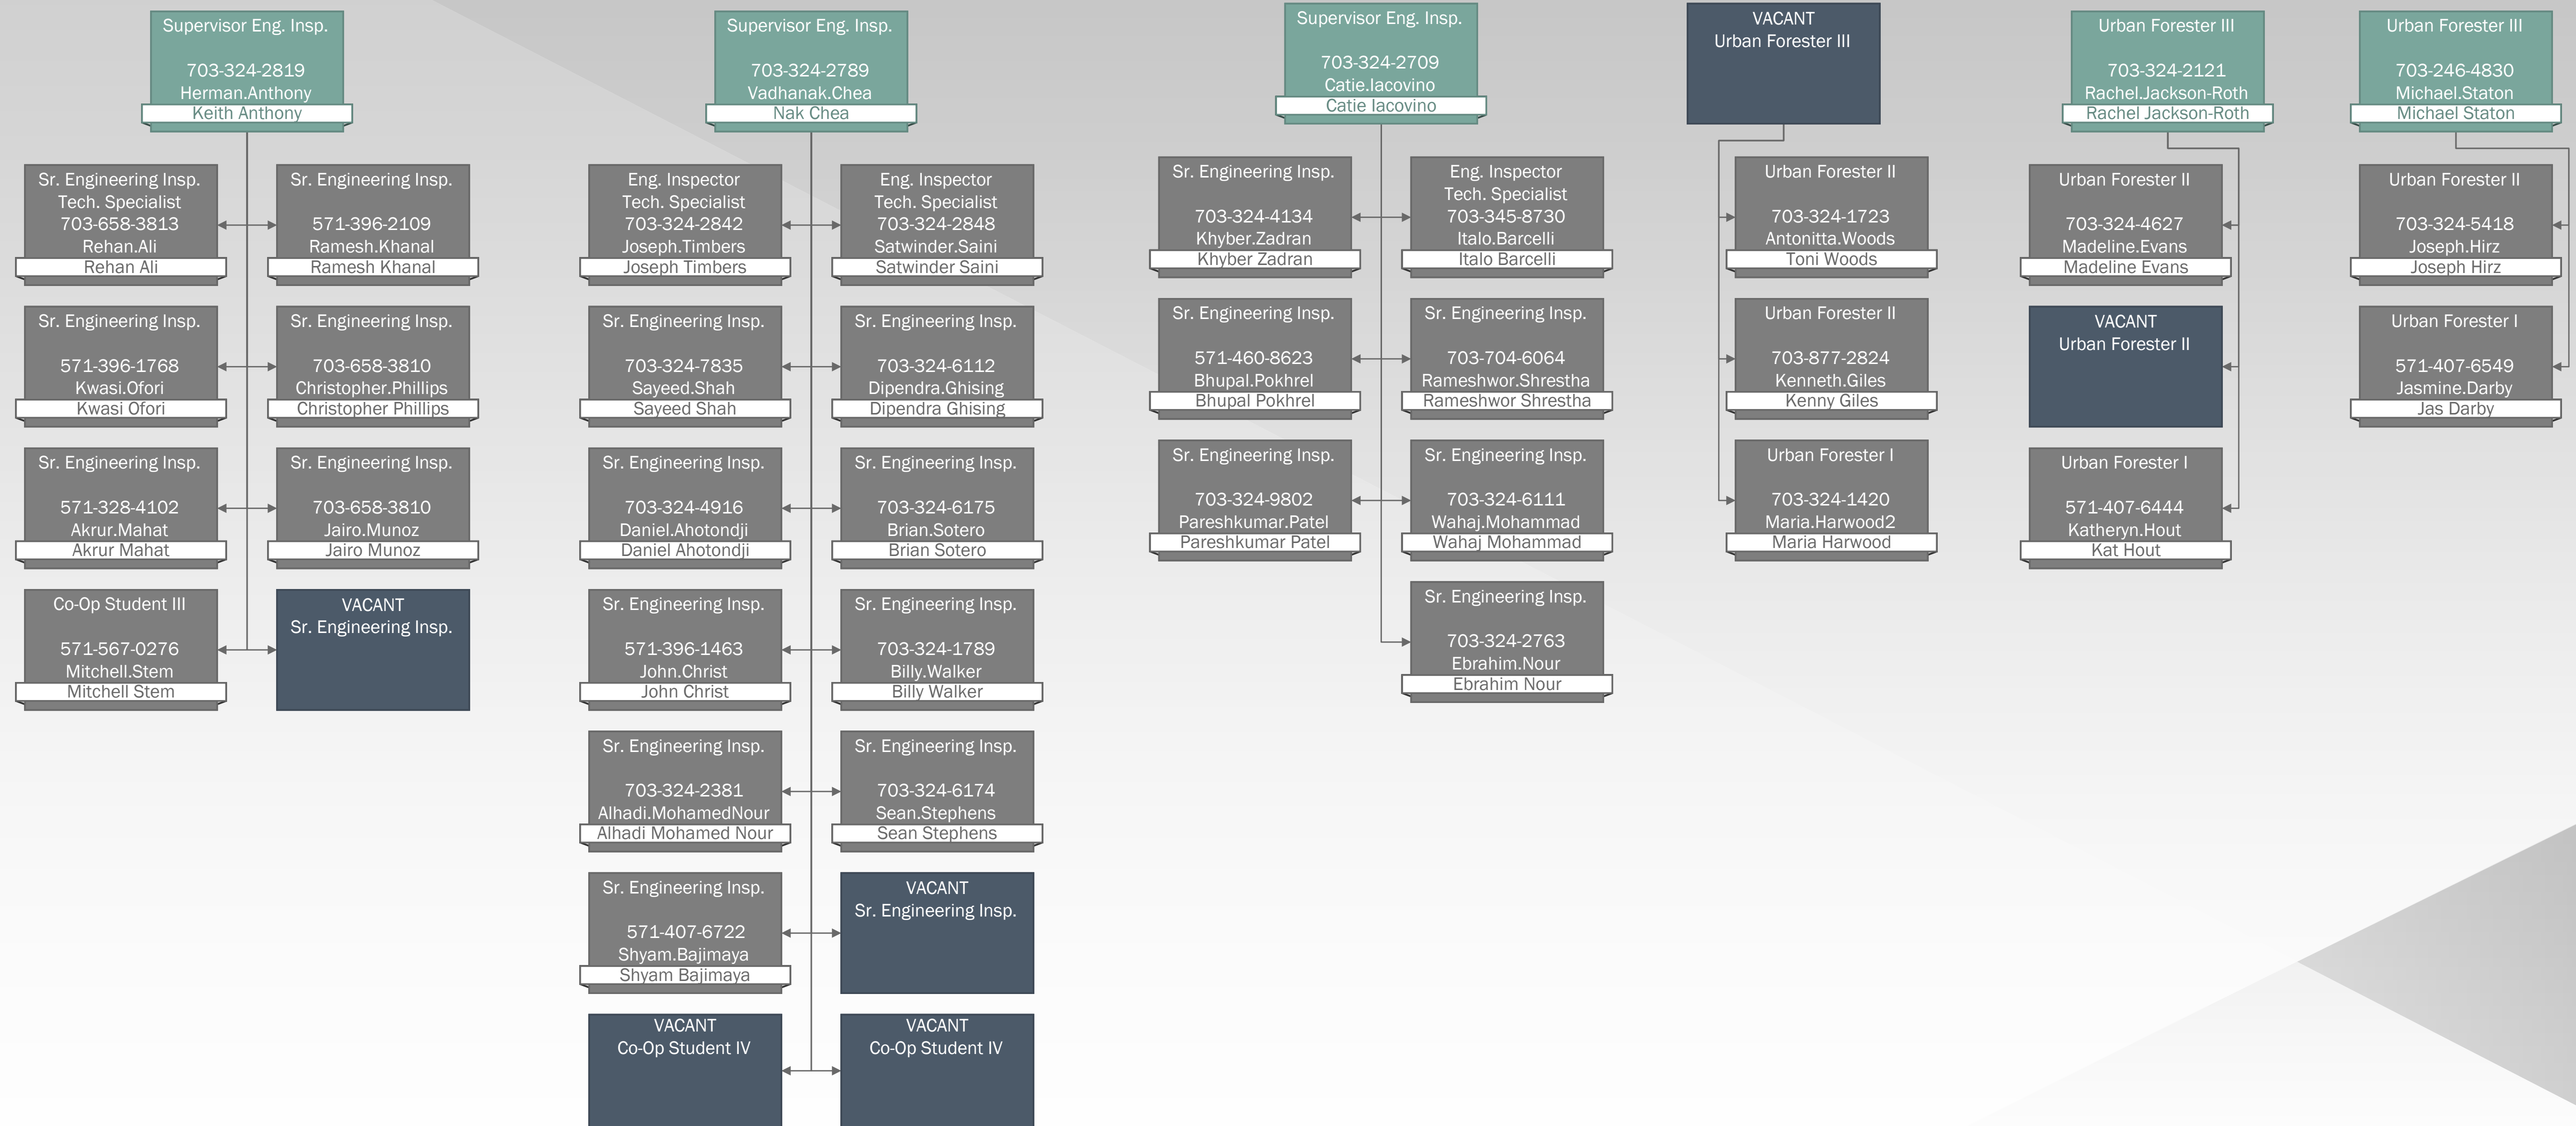 Supervisor Eng. Insp.
703-324-2819
Herman.Anthony
Keith Anthony
Sr. Engineering Insp.
Tech. Specialist
703-658-3813
Rehan.Ali
Rehan Ali
Sr. Engineering Insp.
571-396-2109
Ramesh.Khanal
Ramesh Khanal
Sr. Engineering Insp.
571-396-1768
Kwasi.Ofori
Kwasi Ofori
Sr. Engineering Insp.
703-658-3810
Christopher.Phillips
Christopher Phillips
Sr. Engineering Insp.
571-328-4102
Akrur.Mahat
Akrur Mahat
Sr. Engineering Insp.
703-658-3810
Jairo.Munoz
Jairo Munoz
Co-Op Student III
571-567-0276
Mitchell.Stem
Mitchell Stem
VACANT
Sr. Engineering Insp.
Supervisor Eng. Insp.
703-324-2789
Vadhanak.Chea
Nak Chea
Eng. Inspector
Tech. Specialist
703-324-2842
Joseph.Timbers
Joseph Timbers
Eng. Inspector
Tech. Specialist
703-324-2848
Satwinder.Saini
Satwinder Saini
Sr. Engineering Insp.
703-324-7835
Sayeed.Shah
Sayeed Shah
Sr. Engineering Insp.
703-324-6112
Dipendra.Ghising
Dipendra Ghising
Sr. Engineering Insp.
703-324-4916
Daniel.Ahotondji
Daniel Ahotondji
Sr. Engineering Insp.
703-324-6175
Brian.Sotero
Brian Sotero
Sr. Engineering Insp.
571-396-1463
John.Christ
John Christ
Sr. Engineering Insp.
703-324-1789
Billy.Walker
Billy Walker
Sr. Engineering Insp.
703-324-2381
Alhadi.MohamedNour
Alhadi Mohamed Nour
Sr. Engineering Insp.
703-324-6174
Sean.Stephens
Sean Stephens
Sr. Engineering Insp.
571-407-6722
Shyam.Bajimaya
Shyam Bajimaya
VACANT
Sr. Engineering Insp.
VACANT
Co-Op Student IV
VACANT
Co-Op Student IV
Supervisor Eng. Insp.
703-324-2709
Catie.Iacovino
Catie Iacovino
Sr. Engineering Insp.
703-324-4134
Khyber.Zadran
Khyber Zadran
Eng. Inspector
Tech. Specialist
703-345-8730
Italo.Barcelli
Italo Barcelli
Sr. Engineering Insp.
571-460-8623
Bhupal.Pokhrel
Bhupal Pokhrel
Sr. Engineering Insp.
703-704-6064
Rameshwor.Shrestha
Rameshwor Shrestha
Sr. Engineering Insp.
703-324-9802
Pareshkumar.Patel
Pareshkumar Patel
Sr. Engineering Insp.
703-324-6111
Wahaj.Mohammad
Wahaj Mohammad
Sr. Engineering Insp.
703-324-2763
Ebrahim.Nour
Ebrahim Nour
VACANT
Urban Forester III
Urban Forester II
703-324-1723
Antonitta.Woods
Toni Woods
Urban Forester II
703-877-2824
Kenneth.Giles
Kenny Giles
Urban Forester I
703-324-1420
Maria.Harwood2
Maria Harwood
Urban Forester III
703-324-2121
Rachel.Jackson-Roth
Rachel Jackson-Roth
Urban Forester II
703-324-4627
Madeline.Evans
Madeline Evans
VACANT
Urban Forester II
Urban Forester I
571-407-6444
Katheryn.Hout
Kat Hout
Urban Forester III
703-246-4830
Michael.Staton
Michael Staton
Urban Forester II
703-324-5418
Joseph.Hirz
Joseph Hirz
Urban Forester I
571-407-6549
Jasmine.Darby
Jas Darby